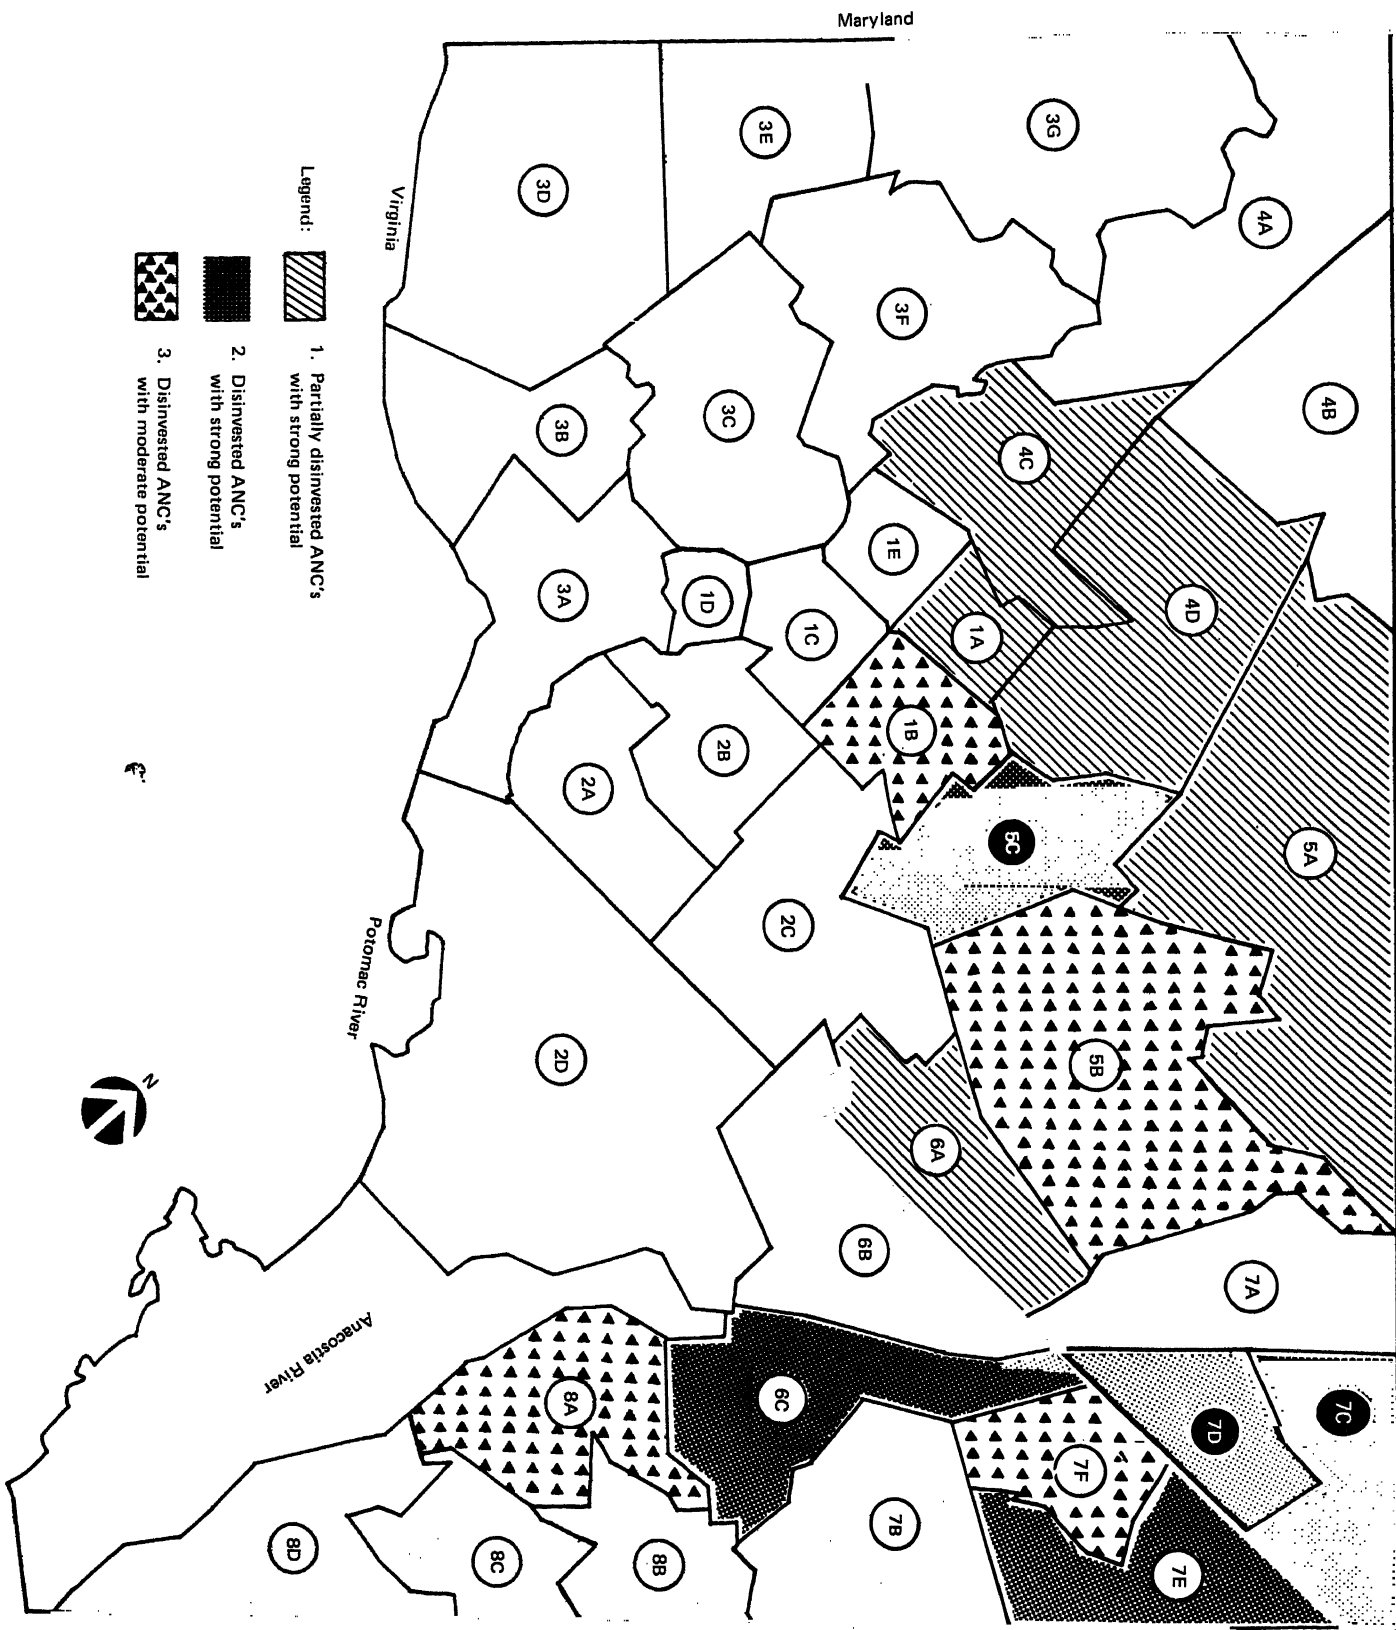 Maryland
3G
3E
4A
3D
Virginia
Legend:
1. Partially disinvested ANC's
with strong potential
2. Disinvested ANC's
with strong potential
3. Disinvested ANC's
with moderate potential
3F
4B
3C
3B
4C
1E
3A
1D
1C
1A
4D
1B
2B
2A
5C
5A
2C
Potomac River
2D
5B
N
6A
6B
7A
Anacostia River
8A
6C
7D
7C
7F
7B
7E
8D
8C
8B